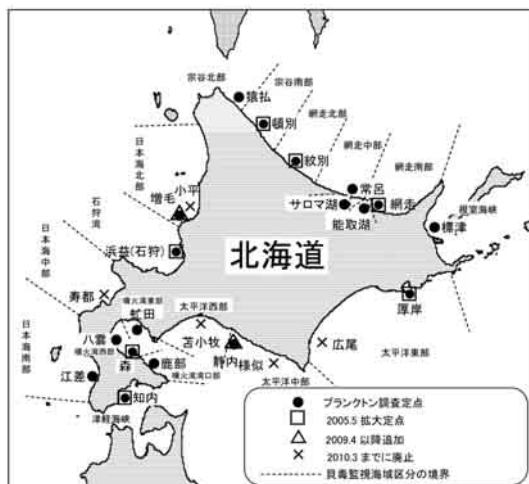 宗谷北部
宗谷南部
猿払
網走北部
頓別
網走中部
紋別
網走南部
日本海北部
常呂
小平
増毛
サロマ湖
網走
能取湖
根室海峡
標津
石狩湾
浜益(石狩)
北海道
日本海中部
厚岸
寿都
噴火湾東部
太平洋西部
虻田
苫小牧
広尾
八雲
静内
太平洋東部
噴火湾西部
様似
日本海南部
森
鹿部
太平洋中部
江差
噴火湾湾口部
知内
津軽海峡
● プランクトン調査定点
□ 2005.5 拡大定点
△ 2009.4 以降追加
× 2010.3 までに廃止
貝毒監視海域区分の境界